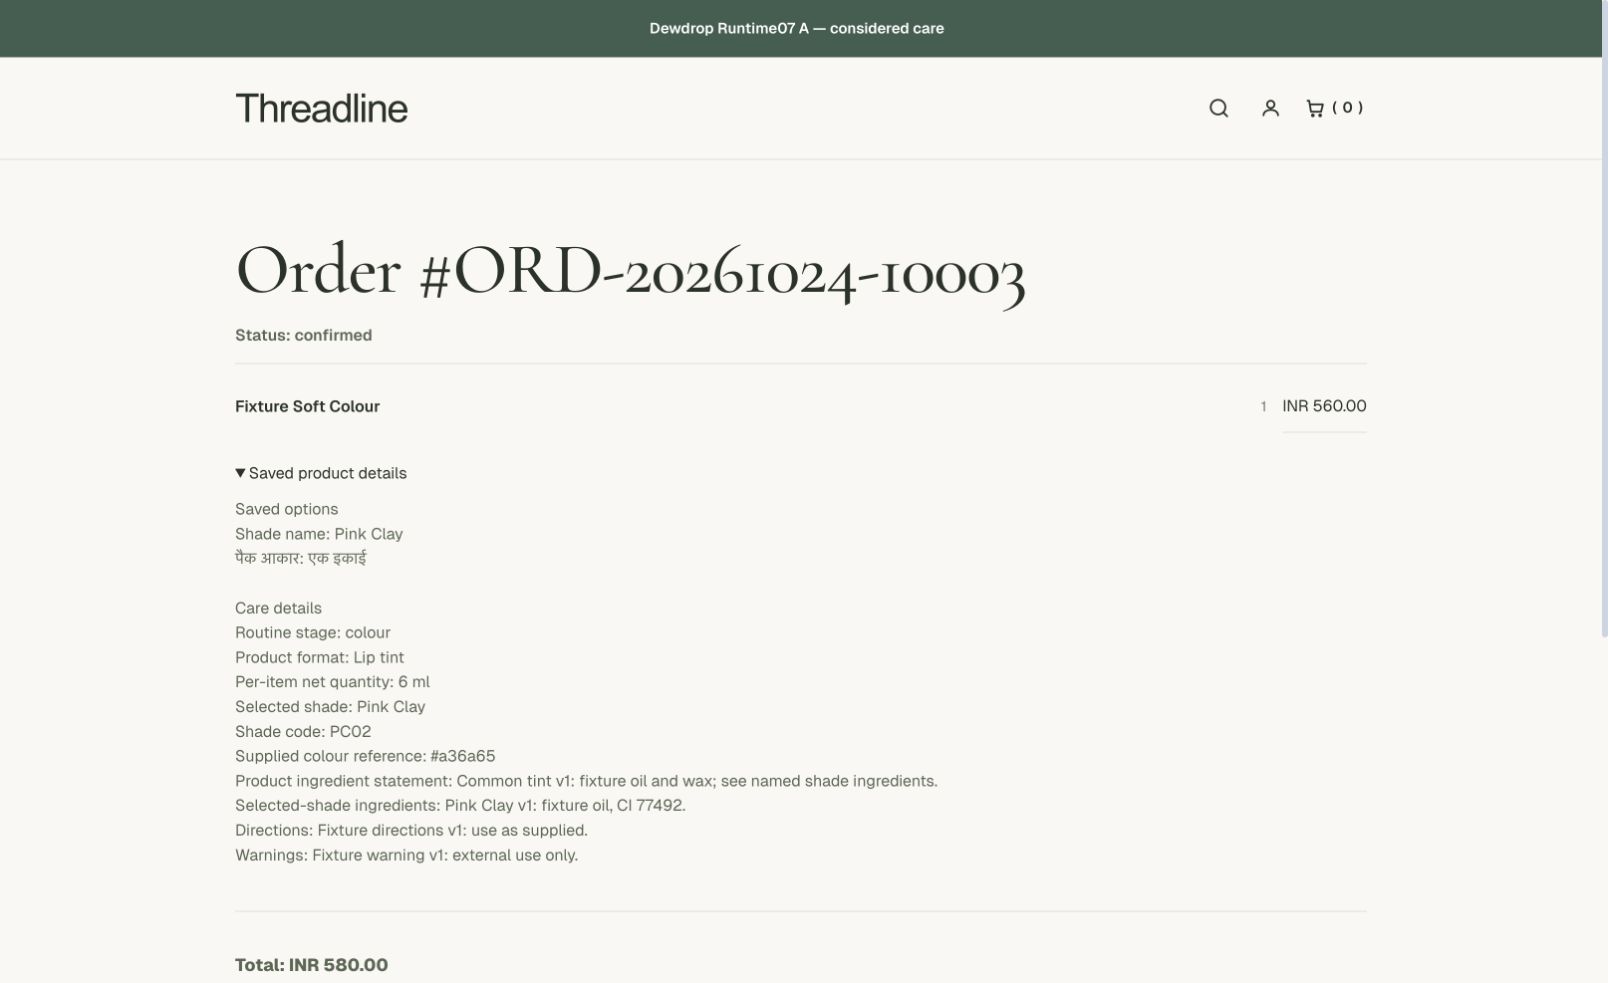 Dewdrop Runtime07 A — considered care
Threadline
( 0 )
Order #ORD-20261024-10003
Status: confirmed
Fixture Soft Colour 1 INR 560.00
Saved product details
Saved options
Shade name: Pink Clay
पैक आकार: एक इकाई
Care details
Routine stage: colour
Product format: Lip tint
Per-item net quantity: 6 ml
Selected shade: Pink Clay
Shade code: PC02
Supplied colour reference: #a36a65
Product ingredient statement: Common tint v1: fixture oil and wax; see named shade ingredients.
Selected-shade ingredients: Pink Clay v1: fixture oil, CI 77492.
Directions: Fixture directions v1: use as supplied.
Warnings: Fixture warning v1: external use only.
Total: INR 580.00